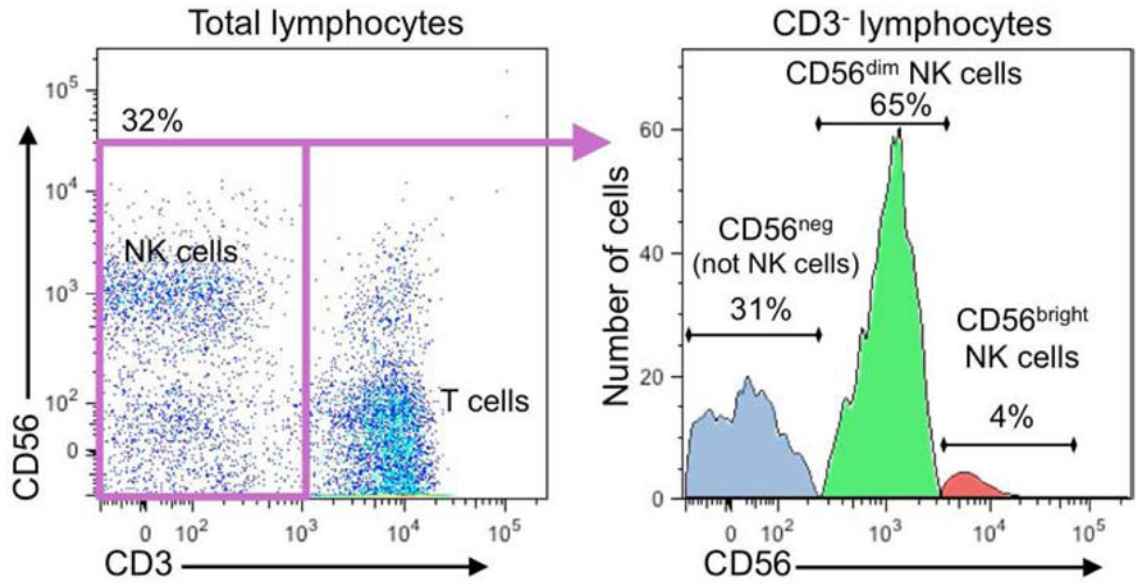 Total lymphocytes
10⁵
32%
10⁴
NK cells
10³
10²
T cells
0
CD56
0 10² 10³ 10⁴ 10⁵
CD3
CD3⁻ lymphocytes
CD56ᵈⁱᵐ NK cells
65%
60
CD56ⁿᵉᵍ
(not NK cells)
31%
40
CD56ᵇʳⁱᵍʰᵗ
NK cells
4%
20
0
Number of cells
0 10² 10³ 10⁴ 10⁵
CD56